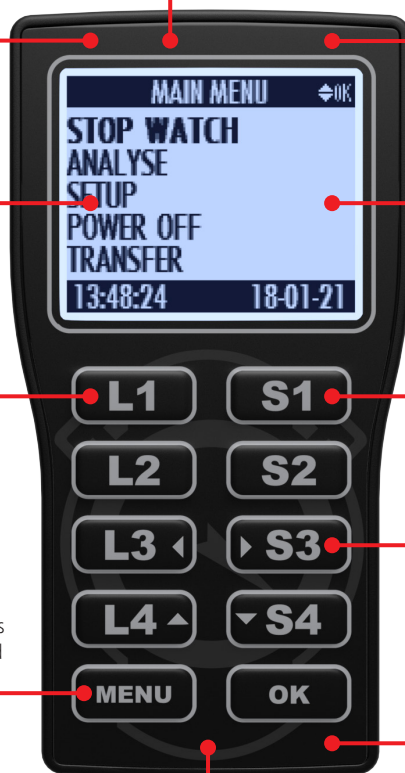 MAIN MENU OK
STOP WATCH
ANALYSE
SETUP
POWER OFF
TRANSFER
13:48:24 18-01-21
L1 S1
L2 S2
L3 S3
L4 S4
s
d
MENU OK